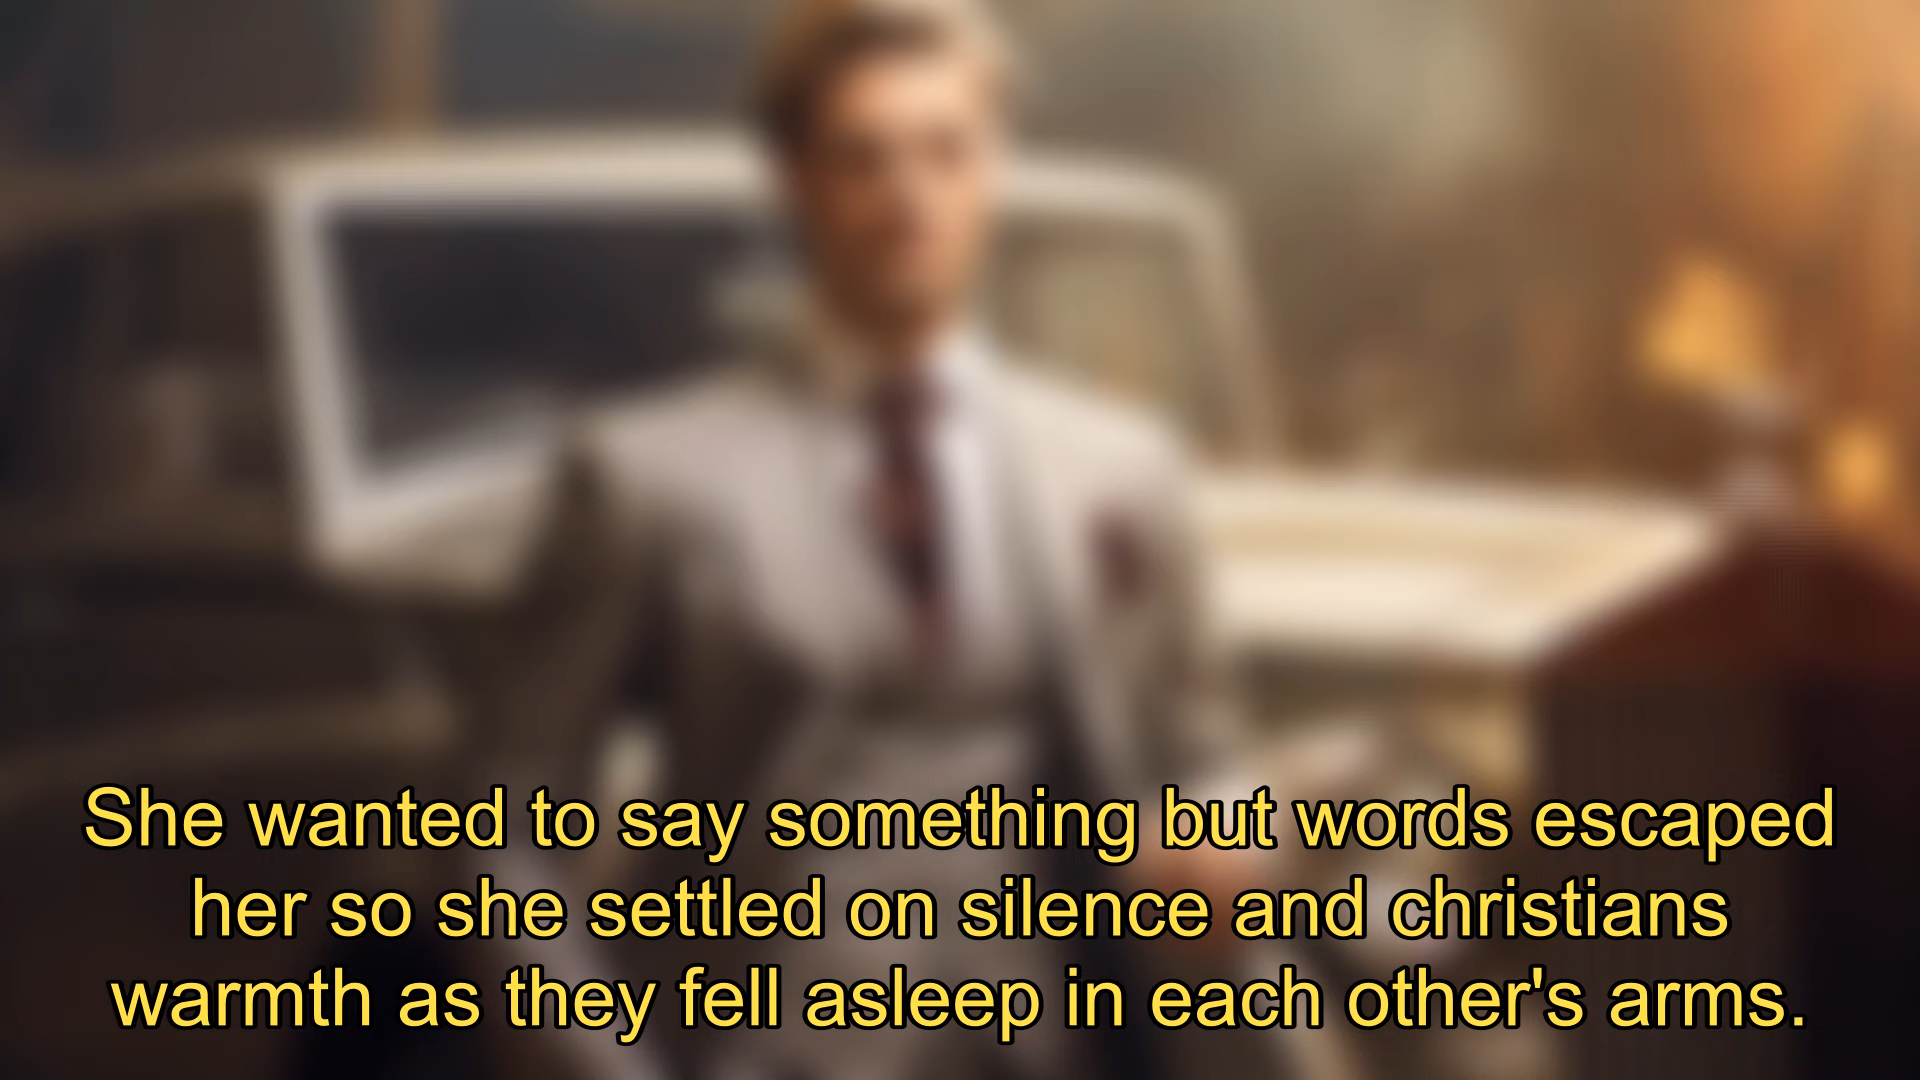 She wanted to say something but words escaped
her so she settled on silence and christians
warmth as they fell asleep in each other's arms.